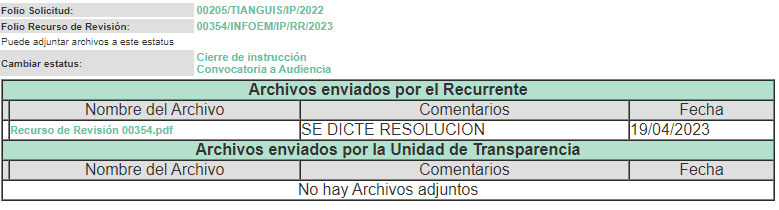 Folio Solicitud: 00205/TIANGUIS/IP/2022
Folio Recurso de Revisión: 00354/INFOEM/IP/RR/2023
Puede adjuntar archivos a este estatus
Cambiar estatus: Cierre de instrucción
Convocatoria a Audiencia
Archivos enviados por el Recurrente
Nombre del Archivo Comentarios Fecha
Recurso de Revisión 00354.pdf SE DICTE RESOLUCION 19/04/2023
Archivos enviados por la Unidad de Transparencia
Nombre del Archivo Comentarios Fecha
No hay Archivos adjuntos